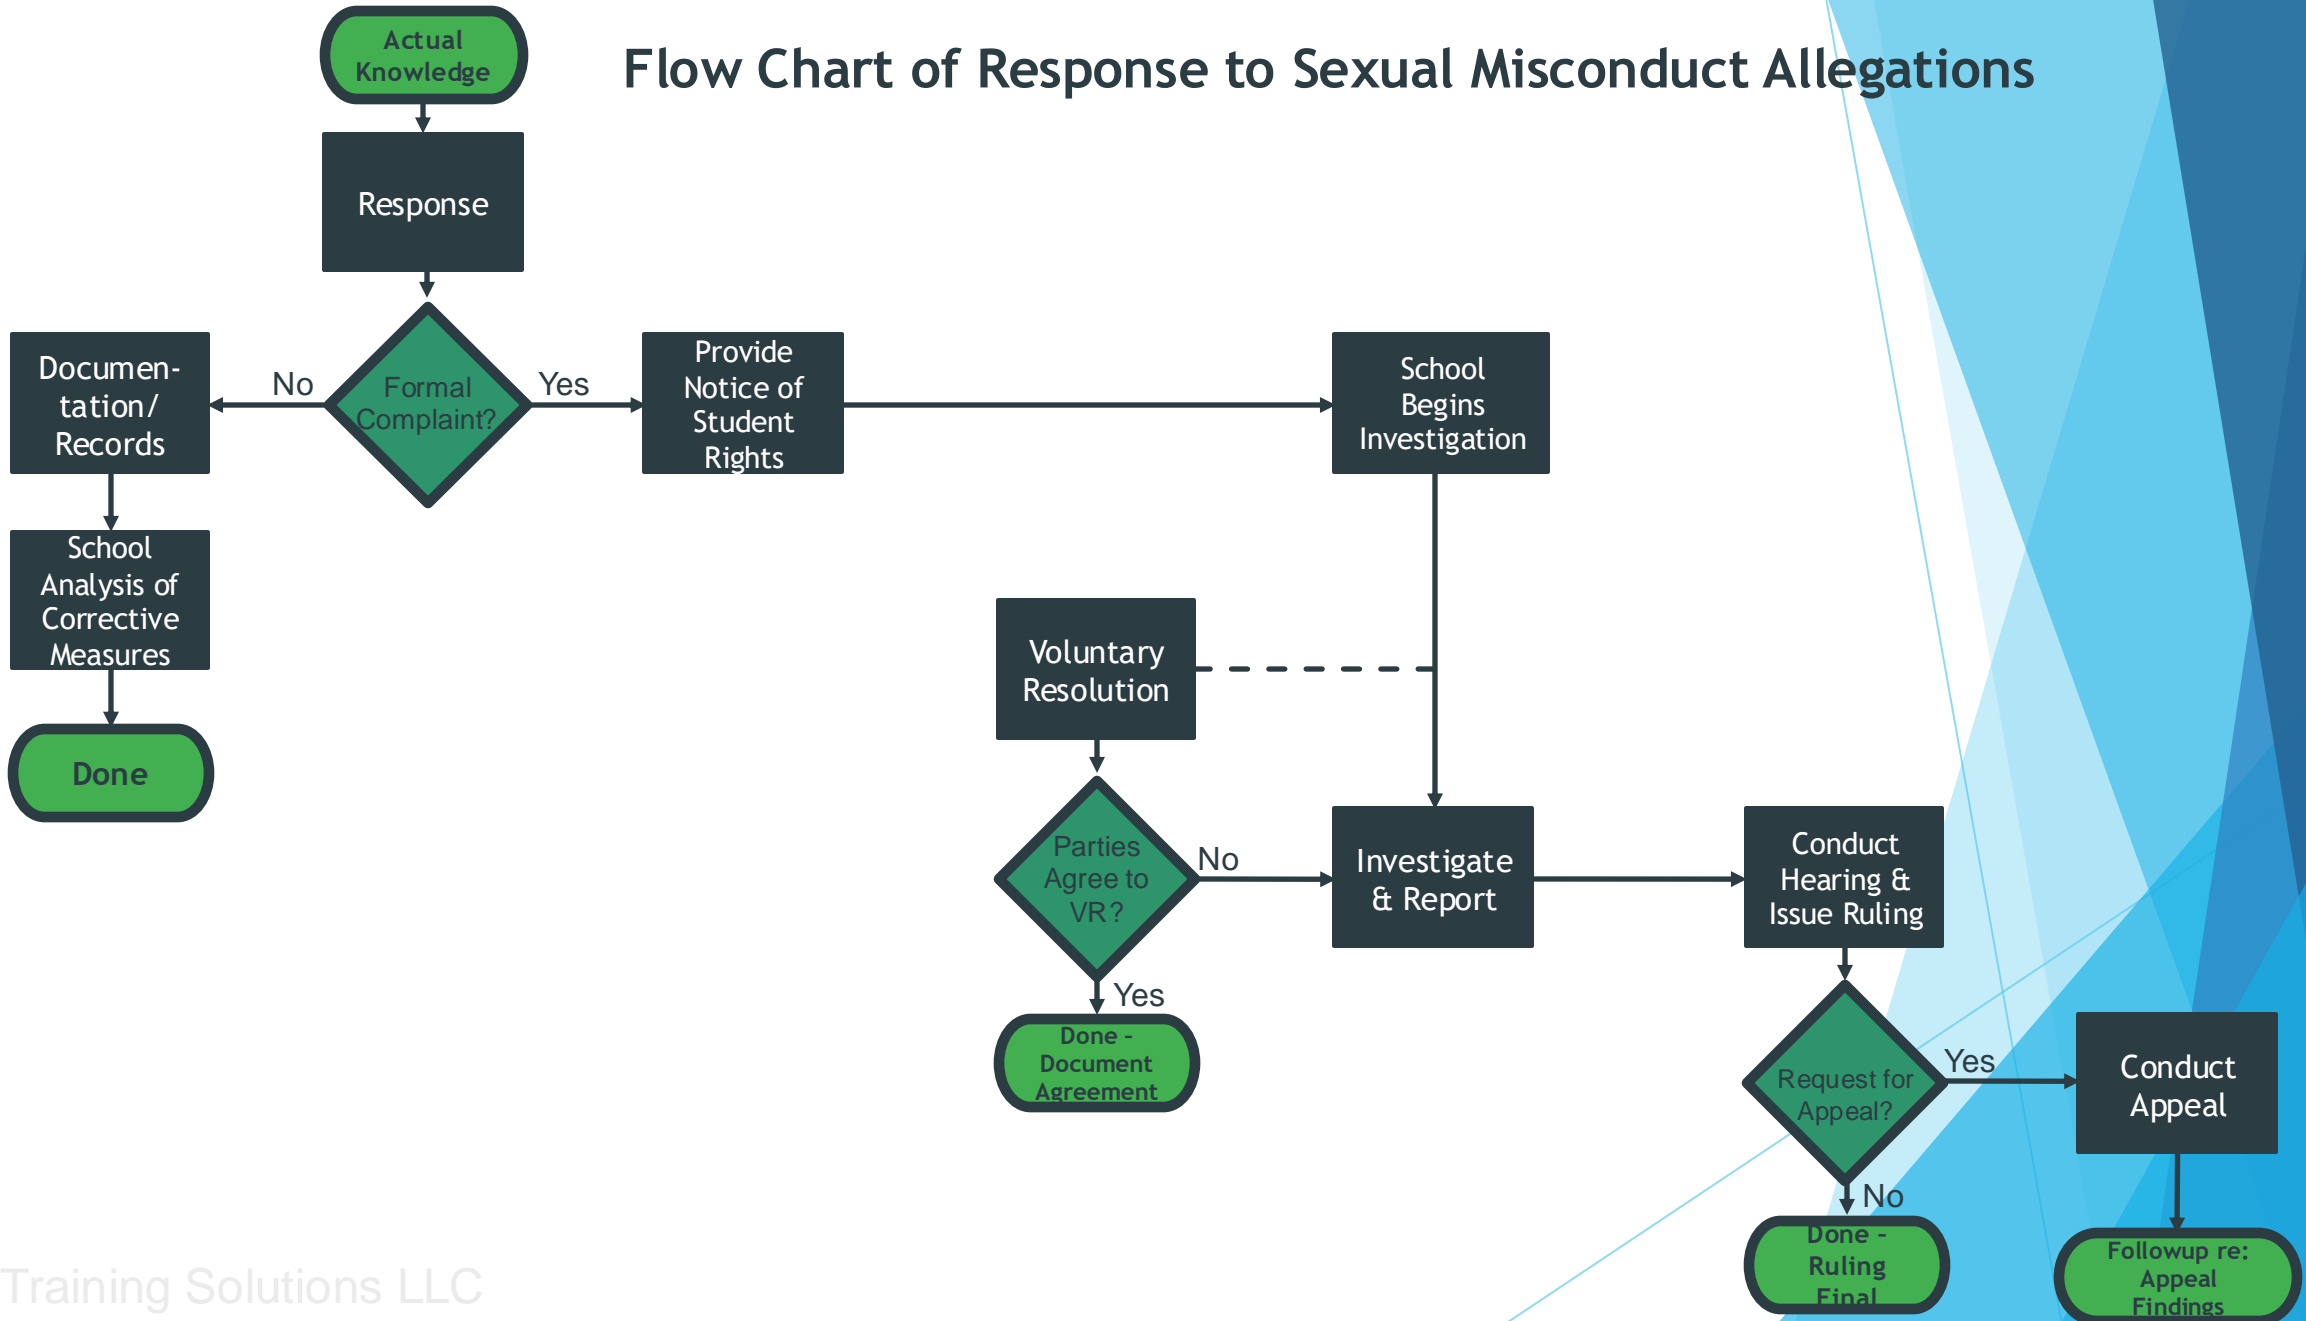 Actual
Knowledge
Flow Chart of Response to Sexual Misconduct Allegations
Response
Documen-
tation/
Records
No
Formal
Complaint?
Yes
Provide
Notice of
Student
Rights
School
Begins
Investigation
School
Analysis of
Corrective
Measures
Done
Voluntary
Resolution
Parties
Agree to
VR?
No
Investigate
& Report
Conduct
Hearing &
Issue Ruling
Yes
Done -
Document
Agreement
Request for
Appeal?
Yes
Conduct
Appeal
No
Done -
Ruling
Final
Followup re:
Appeal
Findings
Training Solutions LLC